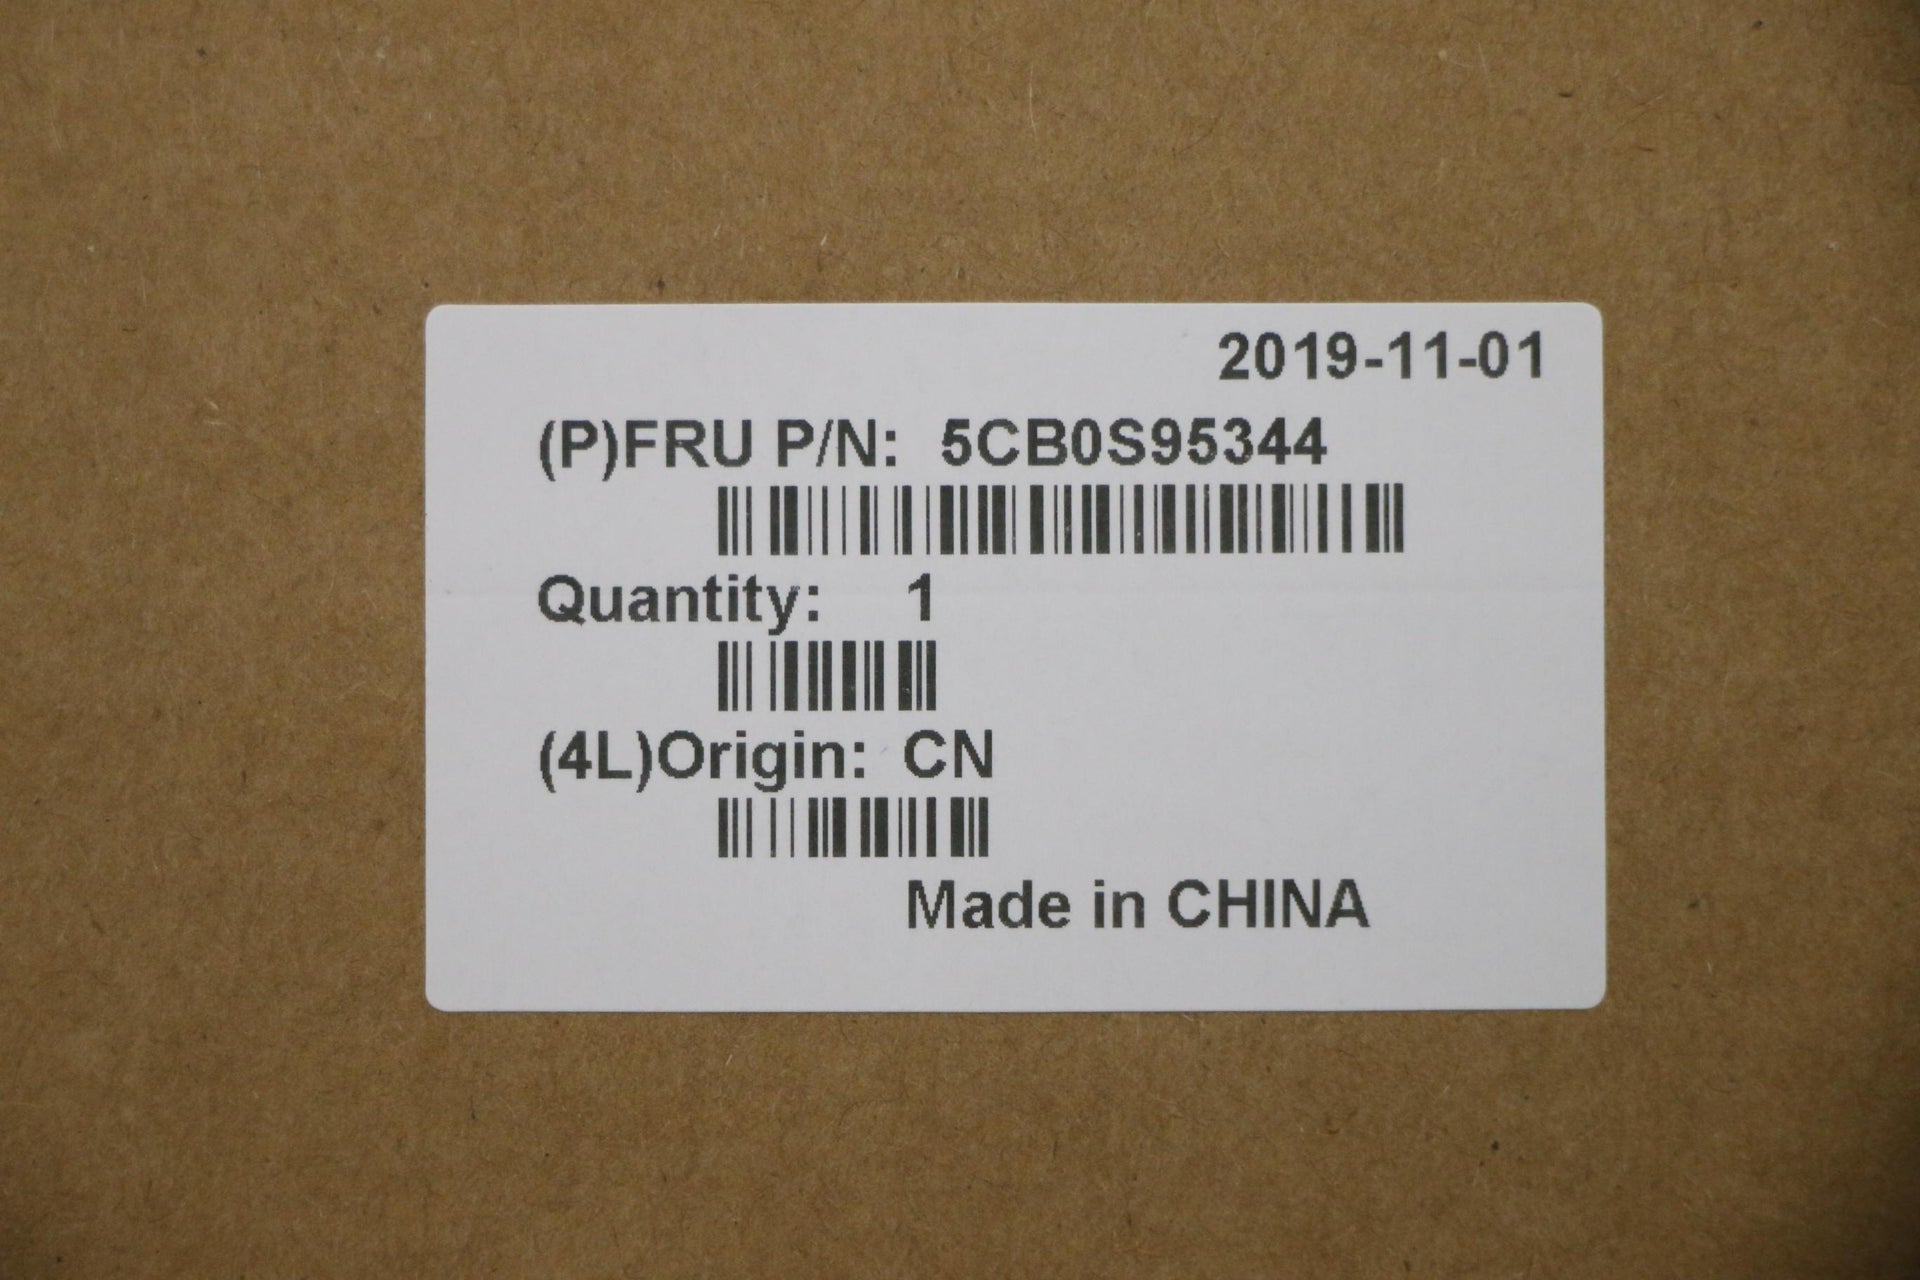 2019-11-01
(P)FRU P/N: 5CB0S95344
Quantity: 1
(4L)Origin: CN
Made in CHINA